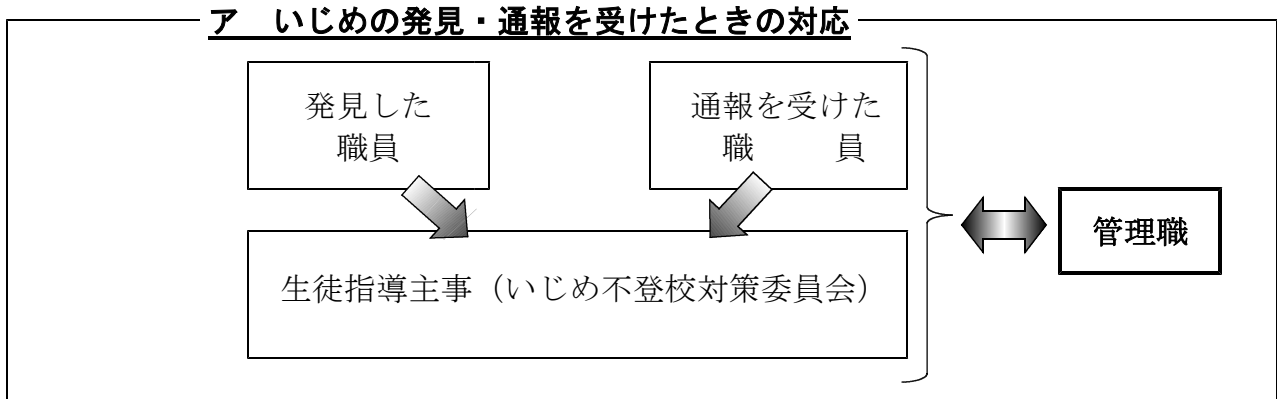 ア　いじめの発見・通報を受けたときの対応
発見した
職員
通報を受けた
職　　員
生徒指導主事（いじめ不登校対策委員会）
管理職